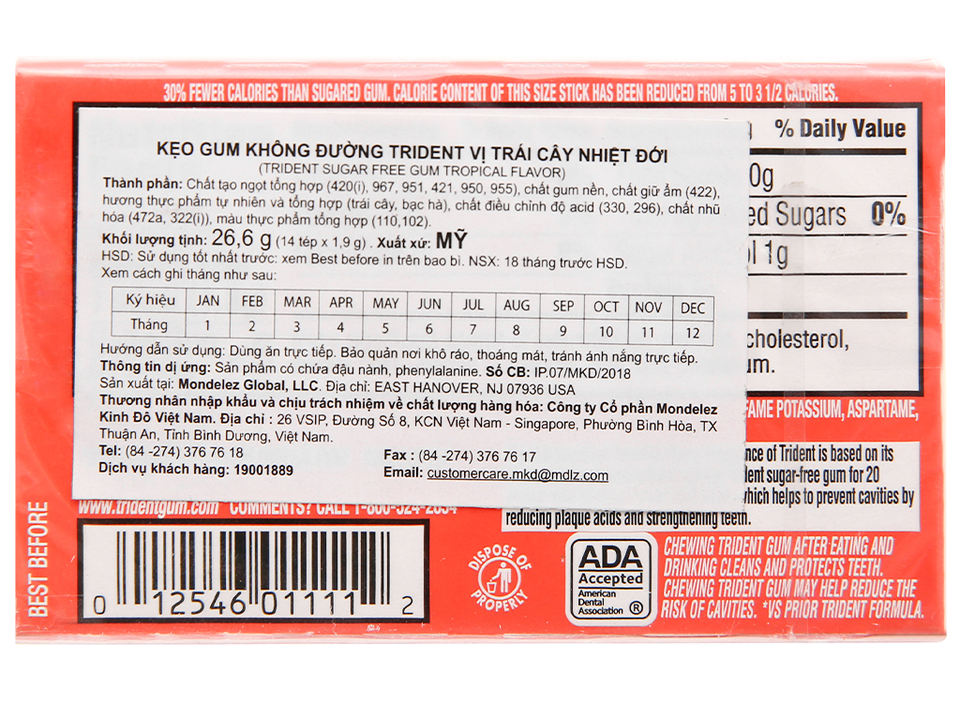 30% FEWER CALORIES THAN SUGARED GUM. CALORIE CONTENT OF THIS SIZE STICK HAS BEEN REDUCED FROM 5 TO 3 1/2 CALORIES.
% Daily Value
0g
ed Sugars 0%
ol 1g
cholesterol,
um.
KẸO GUM KHÔNG ĐƯỜNG TRIDENT VỊ TRÁI CÂY NHIỆT ĐỚI
(TRIDENT SUGAR FREE GUM TROPICAL FLAVOR)
Thành phần: Chất tạo ngọt tổng hợp (420(i), 967, 951, 421, 950, 955), chất gum nền, chất giữ ẩm (422),
hương thực phẩm tự nhiên và tổng hợp (trái cây, bạc hà), chất điều chỉnh độ acid (330, 296), chất nhũ
hóa (472a, 322(i)), màu thực phẩm tổng hợp (110,102).
Khối lượng tịnh: 26,6 g (14 tép x 1,9 g) . Xuất xứ: MỸ
HSD: Sử dụng tốt nhất trước: xem Best before in trên bao bì. NSX: 18 tháng trước HSD.
Xem cách ghi tháng như sau:
Ký hiệu JAN FEB MAR APR MAY JUN JUL AUG SEP OCT NOV DEC
Tháng 1 2 3 4 5 6 7 8 9 10 11 12
Hướng dẫn sử dụng: Dùng ăn trực tiếp. Bảo quản nơi khô ráo, thoáng mát, tránh ánh nắng trực tiếp.
Thông tin dị ứng: Sản phẩm có chứa đậu nành, phenylalanine. Số CB: IP.07/MKD/2018
Sản xuất tại: Mondelez Global, LLC. Địa chỉ: EAST HANOVER, NJ 07936 USA
Thương nhân nhập khẩu và chịu trách nhiệm về chất lượng hàng hóa: Công ty Cổ phần Mondelez
Kinh Đô Việt Nam. Địa chỉ : 26 VSIP, Đường Số 8, KCN Việt Nam - Singapore, Phường Bình Hòa, TX
Thuận An, Tỉnh Bình Dương, Việt Nam.
Tel: (84 -274) 376 76 18 Fax : (84 -274) 376 76 17
Dịch vụ khách hàng: 19001889 Email: customercare.mkd@mdlz.com
FAME POTASSIUM, ASPARTAME,
nce of Trident is based on its
dent sugar-free gum for 20
which helps to prevent cavities by
reducing plaque acids and strengthening teeth.
www.tridentgum.com COMMENTS? CALL 1-800-524-2854
BEST BEFORE
0 12546 01111 2
DISPOSE OF
PROPERLY
ADA
Accepted
American
Dental
Association ®
CHEWING TRIDENT GUM AFTER EATING AND
DRINKING CLEANS AND PROTECTS TEETH.
CHEWING TRIDENT GUM MAY HELP REDUCE THE
RISK OF CAVITIES. *VS PRIOR TRIDENT FORMULA.